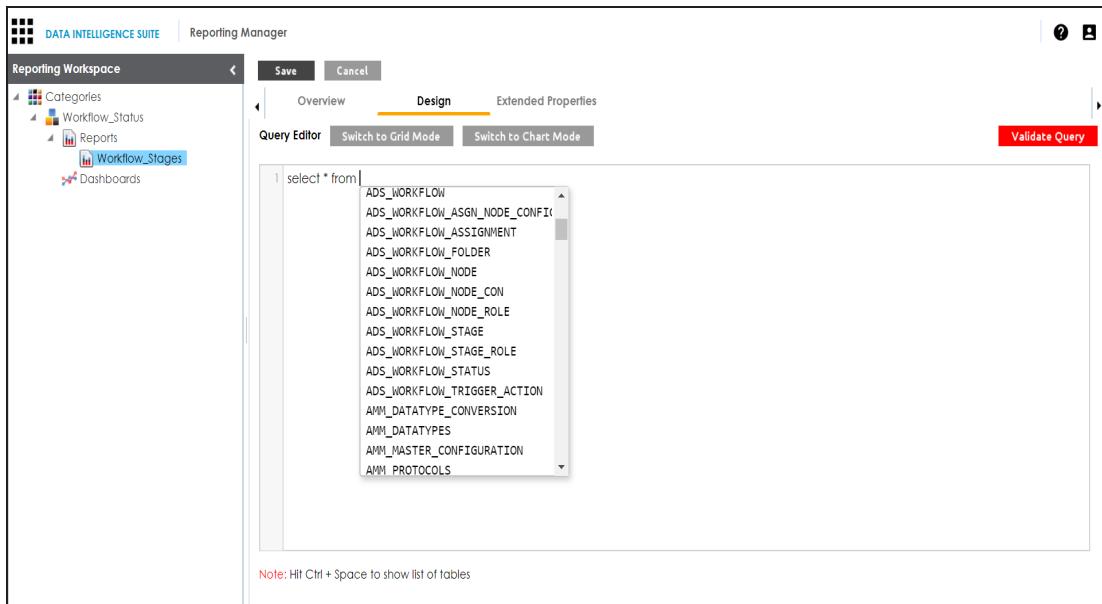 DATA INTELLIGENCE SUITE Reporting Manager
Reporting Workspace
Save Cancel
Categories
Workflow_Status
Reports
Workflow_Stages
Dashboards
Overview Design Extended Properties
Query Editor Switch to Grid Mode Switch to Chart Mode Validate Query
1 select * from
ADS_WORKFLOW
ADS_WORKFLOW_ASGN_NODE_CONFI
ADS_WORKFLOW_ASSIGNMENT
ADS_WORKFLOW_FOLDER
ADS_WORKFLOW_NODE
ADS_WORKFLOW_NODE_CON
ADS_WORKFLOW_NODE_ROLE
ADS_WORKFLOW_STAGE
ADS_WORKFLOW_STAGE_ROLE
ADS_WORKFLOW_STATUS
ADS_WORKFLOW_TRIGGER_ACTION
AMM_DATATYPE_CONVERSION
AMM_DATATYPES
AMM_MASTER_CONFIGURATION
AMM_PROTOCOLS
Note: Hit Ctrl + Space to show list of tables